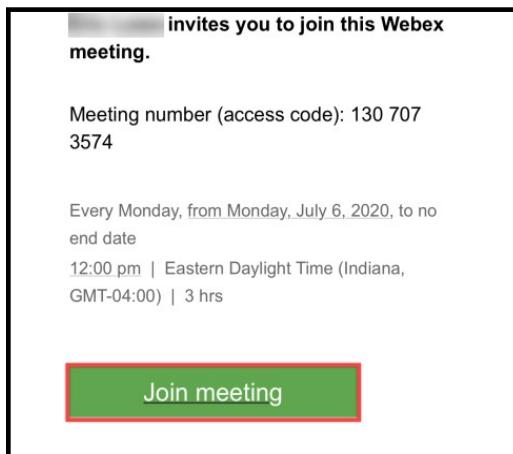 invites you to join this Webex
meeting.
Meeting number (access code): 130 707
3574
Every Monday, from Monday, July 6, 2020, to no
end date
12:00 pm | Eastern Daylight Time (Indiana,
GMT-04:00) | 3 hrs
Join meeting